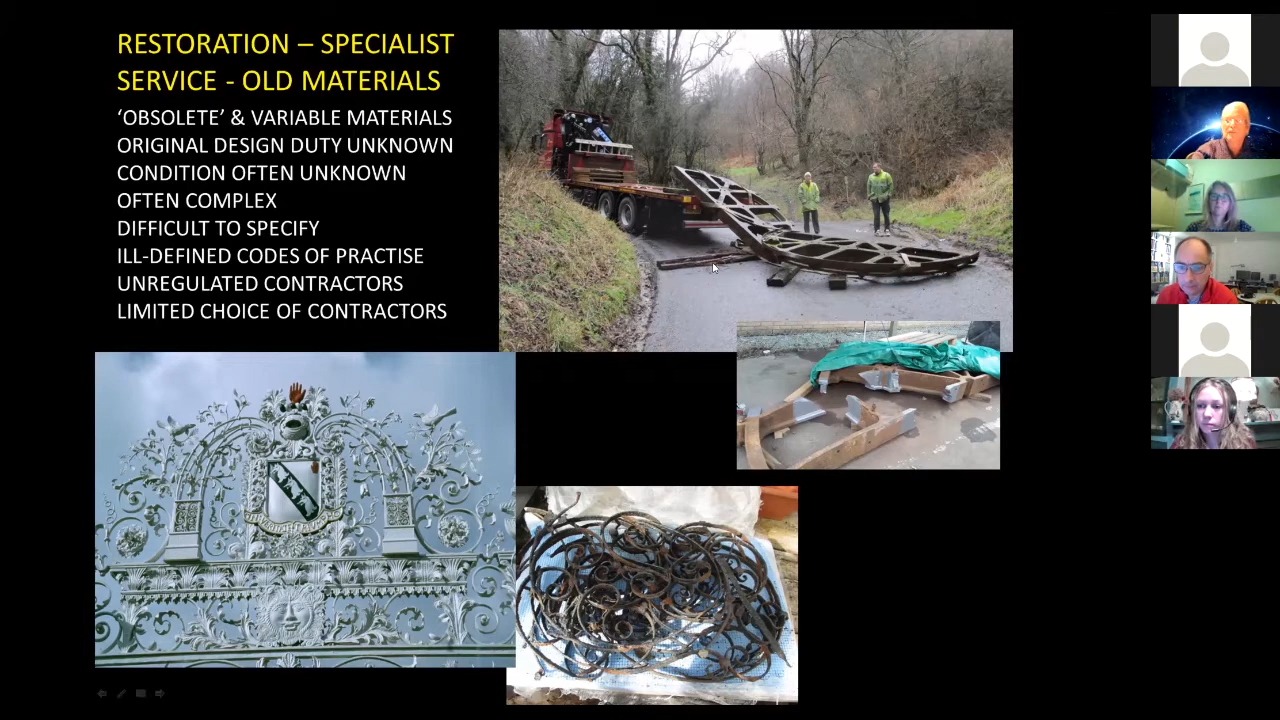 RESTORATION – SPECIALIST
SERVICE - OLD MATERIALS
‘OBSOLETE’ & VARIABLE MATERIALS
ORIGINAL DESIGN DUTY UNKNOWN
CONDITION OFTEN UNKNOWN
OFTEN COMPLEX
DIFFICULT TO SPECIFY
ILL-DEFINED CODES OF PRACTISE
UNREGULATED CONTRACTORS
LIMITED CHOICE OF CONTRACTORS